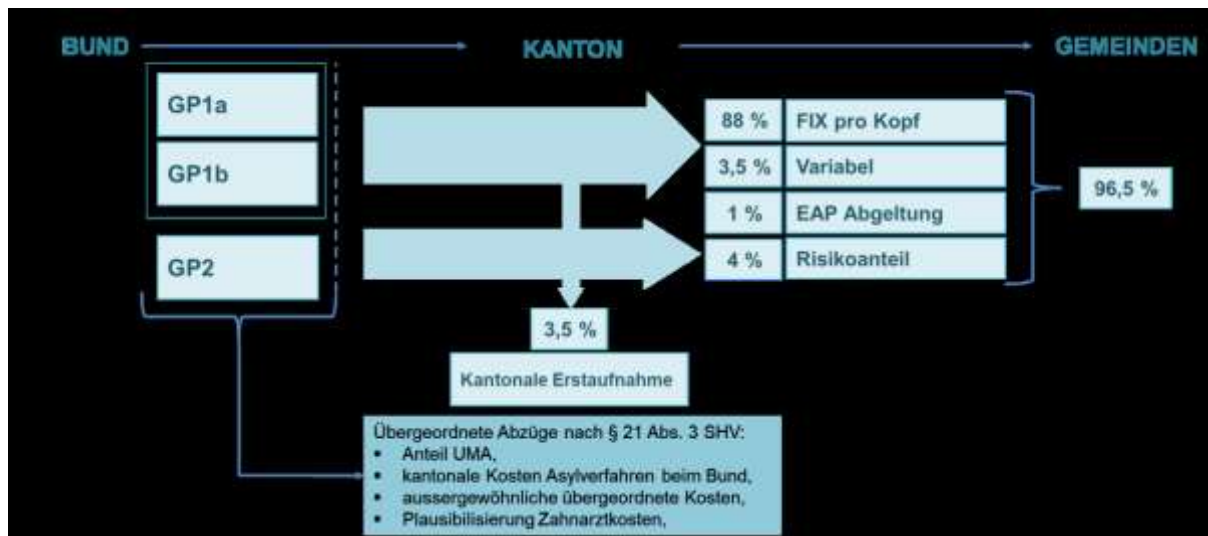 BUND
KANTON
GEMEINDEN
GP1a
GP1b
GP2
88 % FIX pro Kopf
3,5 % Variabel
1 % EAP Abgeltung
4 % Risikoanteil
96,5 %
3,5 %
Kantonale Erstaufnahme
Übergeordnete Abzüge nach § 21 Abs. 3 SHV:
▪ Anteil UMA,
▪ kantonale Kosten Asylverfahren beim Bund,
▪ aussergewöhnliche übergeordnete Kosten,
▪ Plausibilisierung Zahnarztkosten,